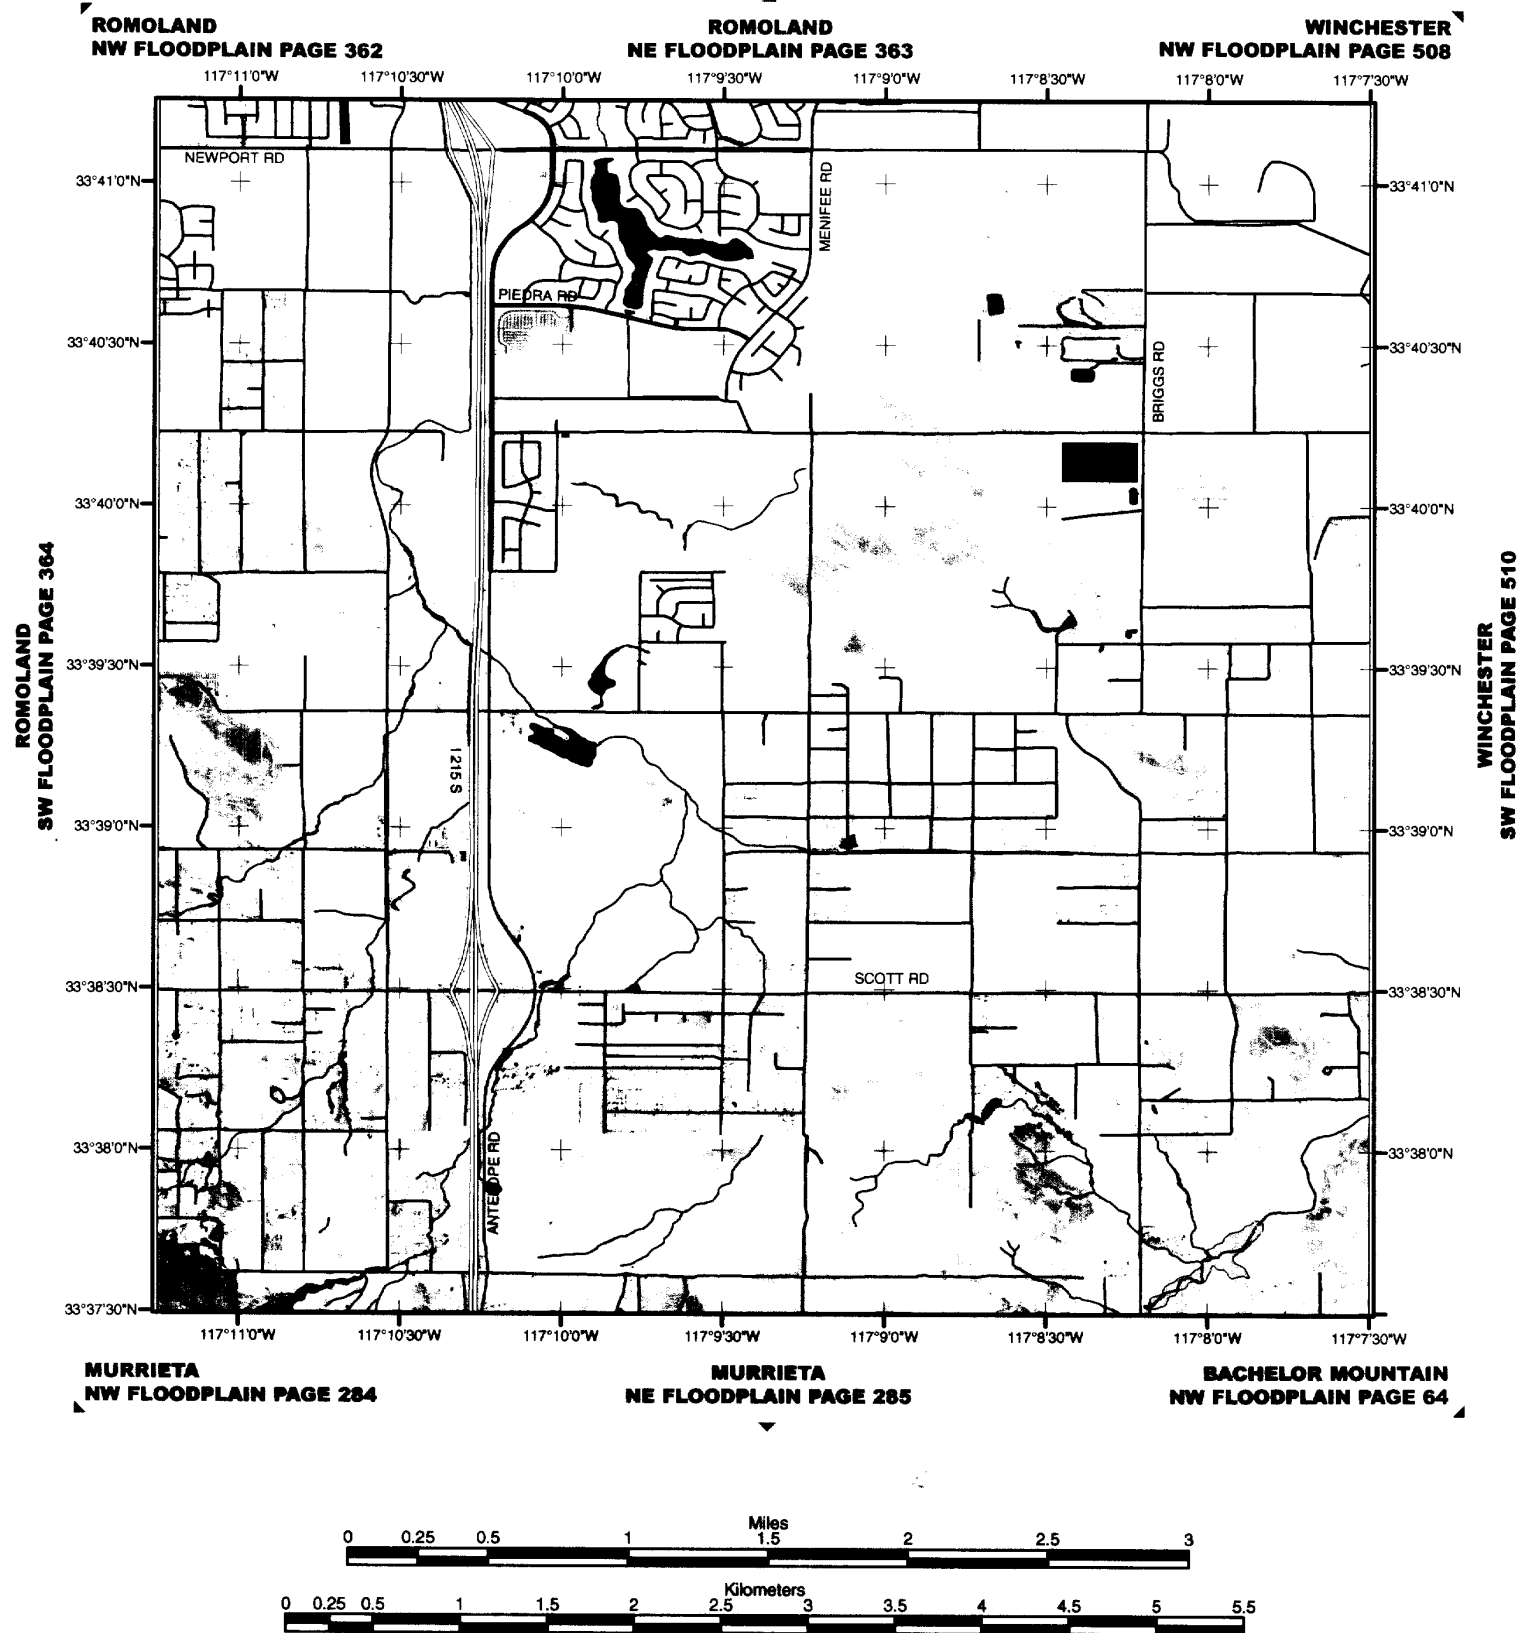 ROMOLAND
NW FLOODPLAIN PAGE 362
ROMOLAND
NE FLOODPLAIN PAGE 363
WINCHESTER
NW FLOODPLAIN PAGE 508
117°11'0"W 117°10'30"W 117°10'0"W 117°9'30"W 117°9'0"W 117°8'30"W 117°8'0"W 117°7'30"W
NEWPORT RD
MENIFEE RD
33°41'0"N 33°41'0"N
PIEDRA RD
33°40'30"N 33°40'30"N
BRIGGS RD
33°40'0"N 33°40'0"N
ROMOLAND
SW FLOODPLAIN PAGE 364
WINCHESTER
SW FLOODPLAIN PAGE 510
33°39'30"N 33°39'30"N
I 215 S
33°39'0"N 33°39'0"N
SCOTT RD
33°38'30"N 33°38'30"N
33°38'0"N 33°38'0"N
ANTELOPE RD
33°37'30"N
117°11'0"W 117°10'30"W 117°10'0"W 117°9'30"W 117°9'0"W 117°8'30"W 117°8'0"W 117°7'30"W
MURRIETA
NW FLOODPLAIN PAGE 284
MURRIETA
NE FLOODPLAIN PAGE 285
BACHELOR MOUNTAIN
NW FLOODPLAIN PAGE 64
Miles
0 0.25 0.5 1 1.5 2 2.5 3
Kilometers
0 0.25 0.5 1 1.5 2 2.5 3 3.5 4 4.5 5 5.5